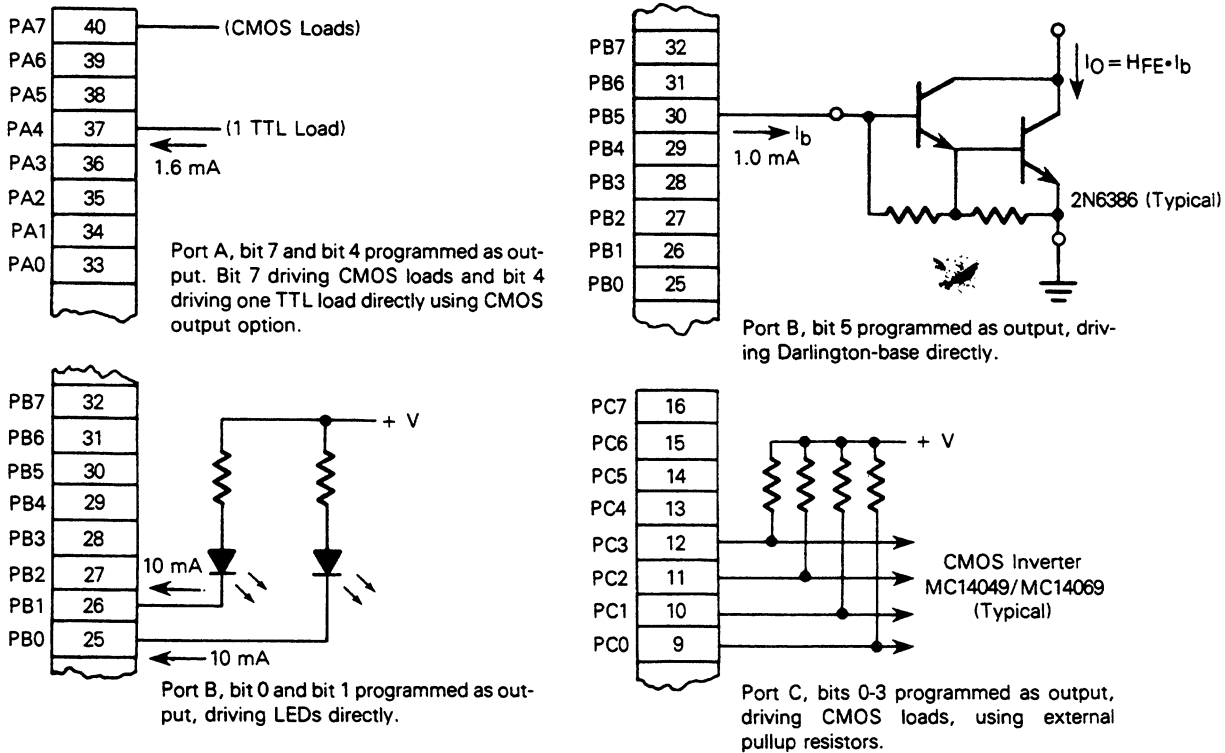 PA7 40 (CMOS Loads)
PA6 39
PA5 38
PA4 37 (1 TTL Load)
1.6 mA
PA3 36
PA2 35
PA1 34
PA0 33
Port A, bit 7 and bit 4 programmed as out-
put. Bit 7 driving CMOS loads and bit 4
driving one TTL load directly using CMOS
output option.
PB7 32
PB6 31
PB5 30
PB4 29
PB3 28
PB2 27
PB1 26
PB0 25
IO = HFE•Ib
Ib
1.0 mA
2N6386 (Typical)
Port B, bit 5 programmed as output, driv-
ing Darlington-base directly.
PB7 32
PB6 31
PB5 30
PB4 29
PB3 28
PB2 27
PB1 26
PB0 25
+ V
10 mA
10 mA
Port B, bit 0 and bit 1 programmed as out-
put, driving LEDs directly.
PC7 16
PC6 15
PC5 14
PC4 13
PC3 12
PC2 11
PC1 10
PC0 9
+ V
CMOS Inverter
MC14049/MC14069
(Typical)
Port C, bits 0-3 programmed as output,
driving CMOS loads, using external
pullup resistors.